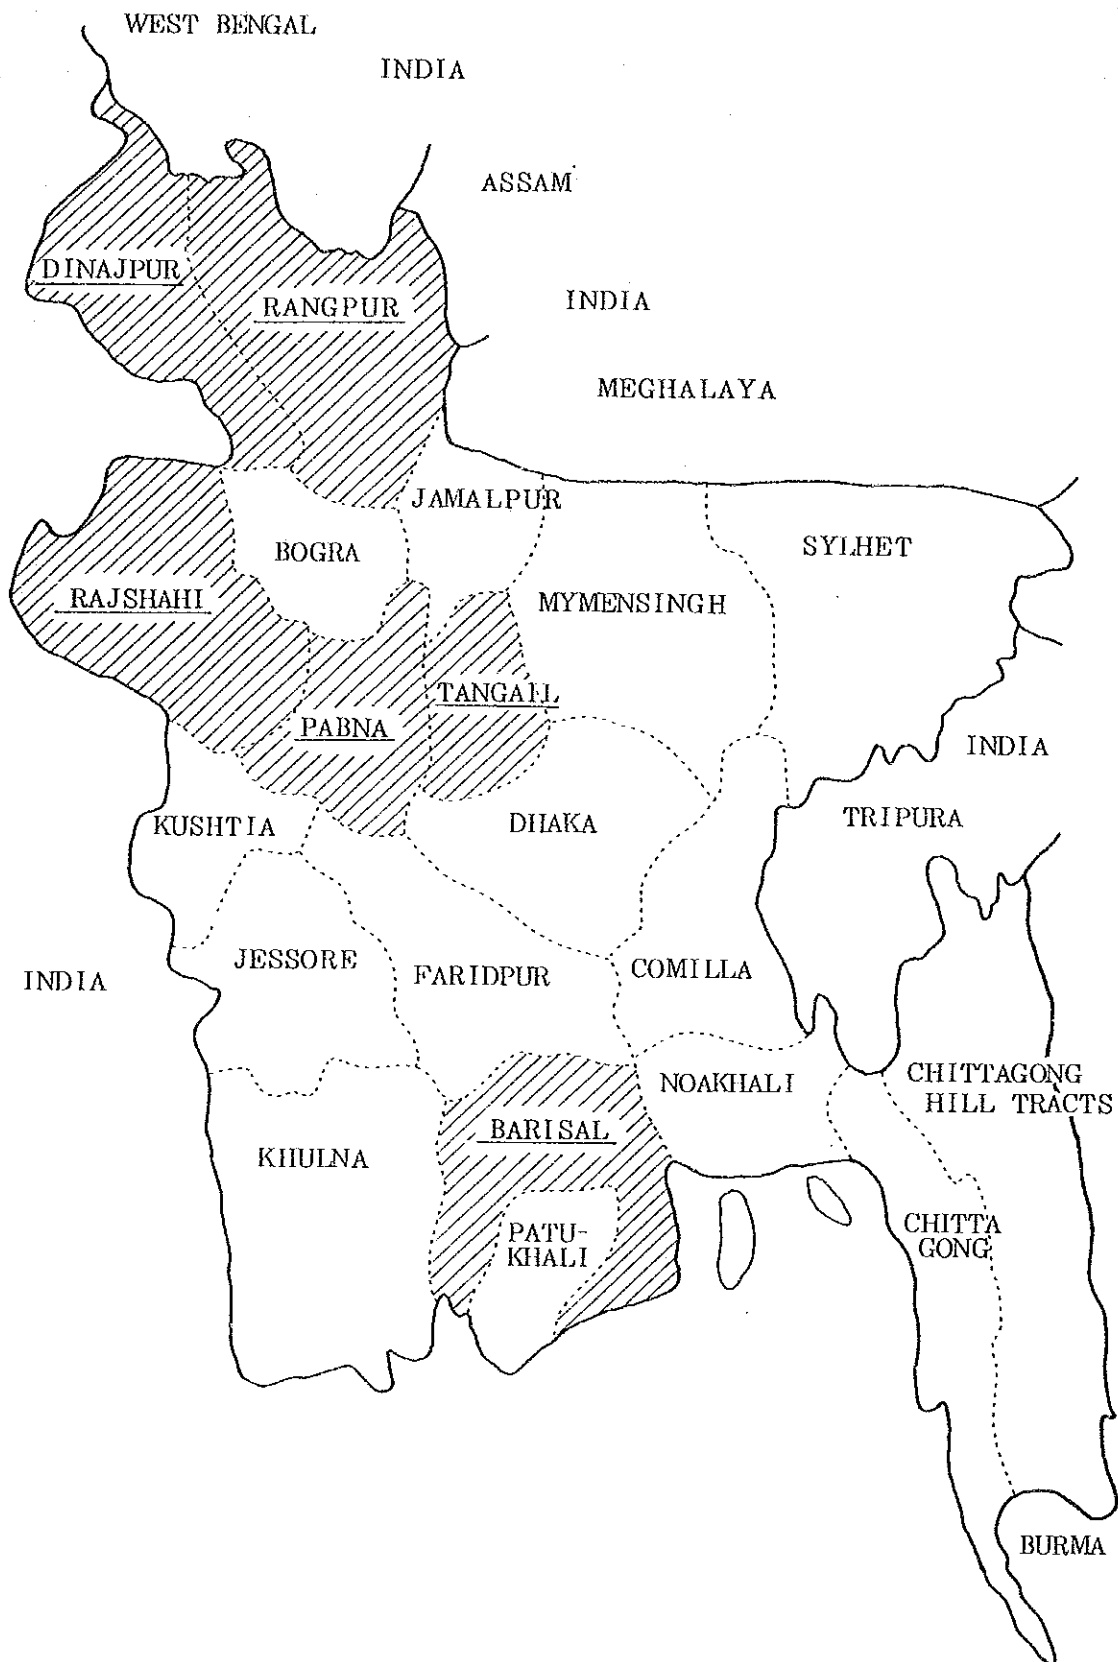 WEST BENGAL
INDIA
ASSAM
DINAJPUR
RANGPUR
INDIA
MEGHALAYA
JAMALPUR
BOGRA
SYLHET
RAJSHAHI
MYMENSINGH
TANGAIL
PABNA
INDIA
KUSHTIA
DHAKA
TRIPURA
JESSORE
FARIDPUR
COMILLA
INDIA
NOAKHALI
CHITTAGONG
HILL TRACTS
BARISAL
KHULNA
PATU-
KHALI
CHITTA
GONG
BURMA